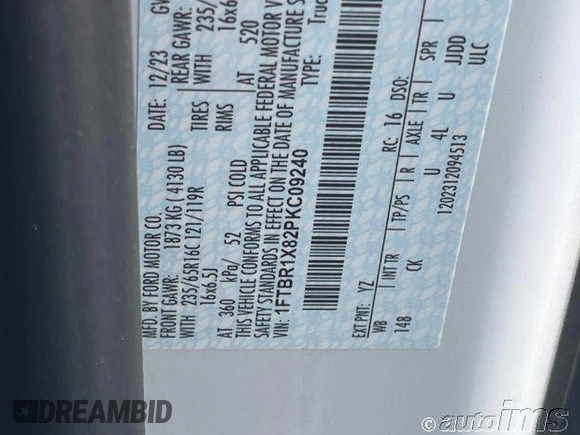 MFD. BY FORD MOTOR CO.
DATE: 12/23 GV
FRONT GAWR: 1873 KG ( 4130 LB)
REAR GAWR:
WITH 235/65R16C 121/119R TIRES WITH 235/
16x6.5J RIMS 16x6
AT 360 kPa/ 52 PSI COLD AT 520
THIS VEHICLE CONFORMS TO ALL APPLICABLE FEDERAL MOTOR V
SAFETY STANDARDS IN EFFECT ON THE DATE OF MANUFACTURE S
VIN: 1FTBR1X82PKC09240 TYPE: Truc
EXT PNT: YZ RC: 16 DSO:
WB INT TR TP/PS R AXLE TR SPR
148 CK U 4L U JJDD
1202312094513 ULC
DREAMBID
© autoims